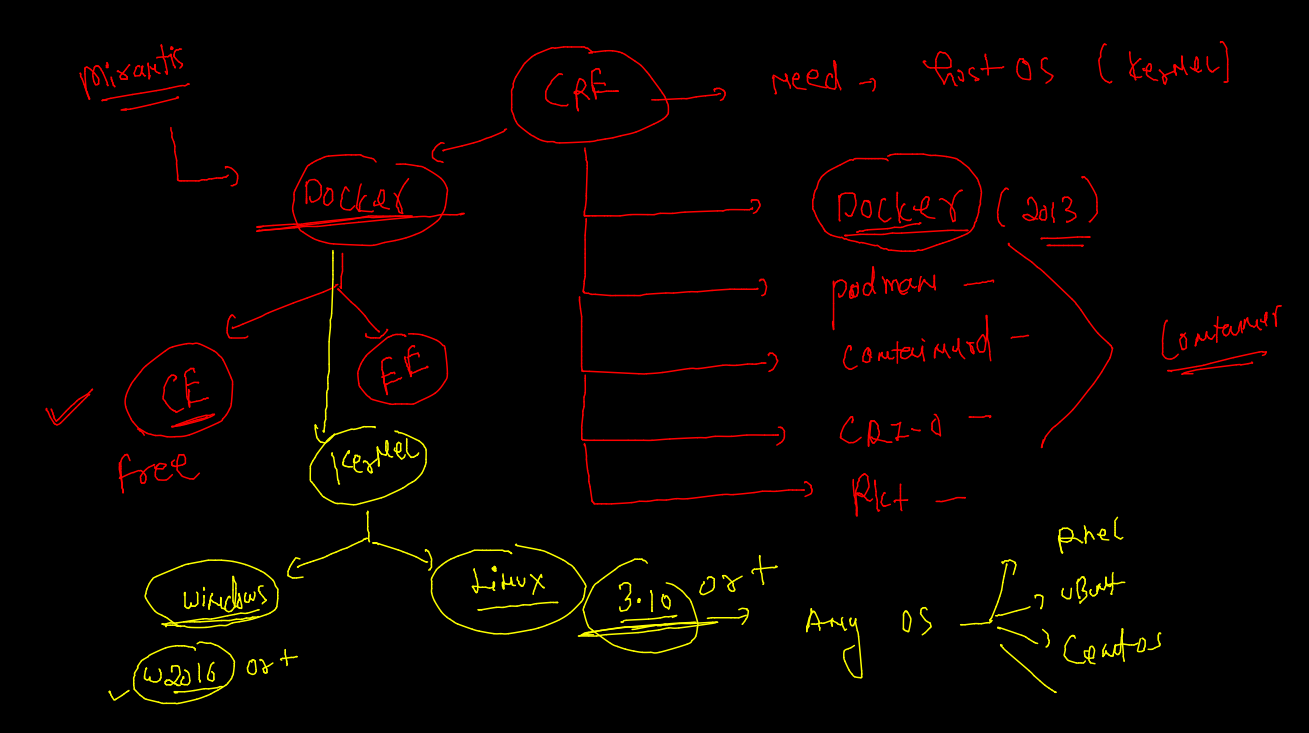 Mirantis
CRE
Need → host OS (Kernel]
Docker
Docker (2013)
podman —
Containerd —
Container
CE
EE
CRI-O —
free
Kernel
Rkt —
Rhel
Windows
Linux
3.10 or +
Ubunt
Any OS
Centos
W2016 or +